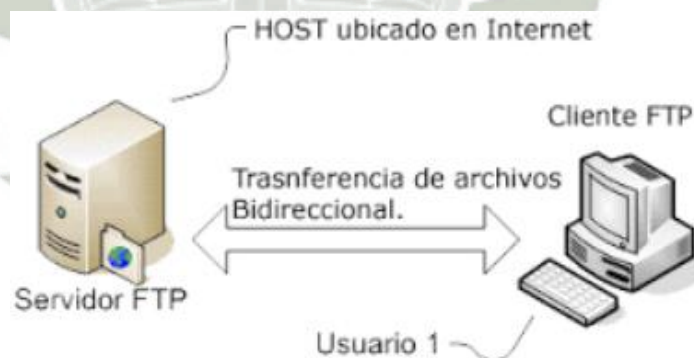 HOST ubicado en Internet
Cliente FTP
Trasnferencia de archivos
Bidireccional.
Servidor FTP
Usuario 1